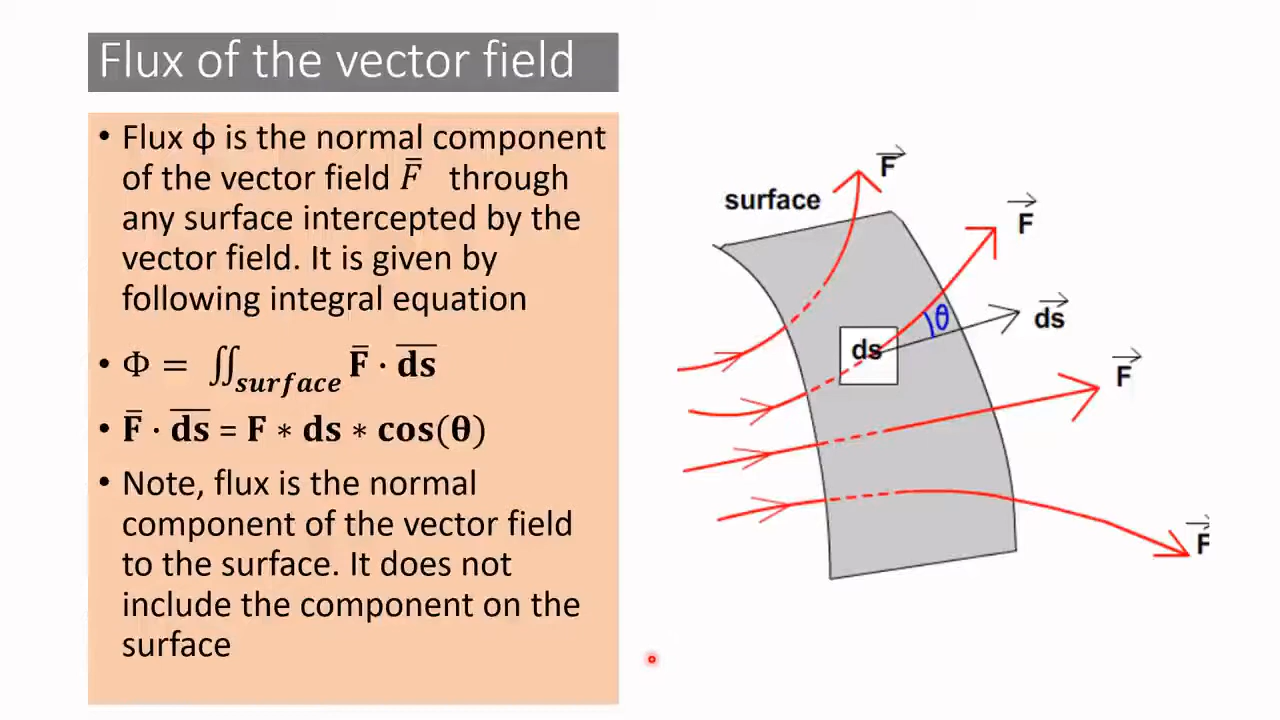 Flux of the vector field
• Flux ф is the normal component
of the vector field F̿ through
any surface intercepted by the
vector field. It is given by
following integral equation
• Φ = ∬surface F̄ · d̅s̅
• F̄ · d̅s̅ = F ∗ ds ∗ cos(θ)
• Note, flux is the normal
component of the vector field
to the surface. It does not
include the component on the
surface
surface
F⃗
F⃗
θ
ds⃗
ds
F⃗
F⃗